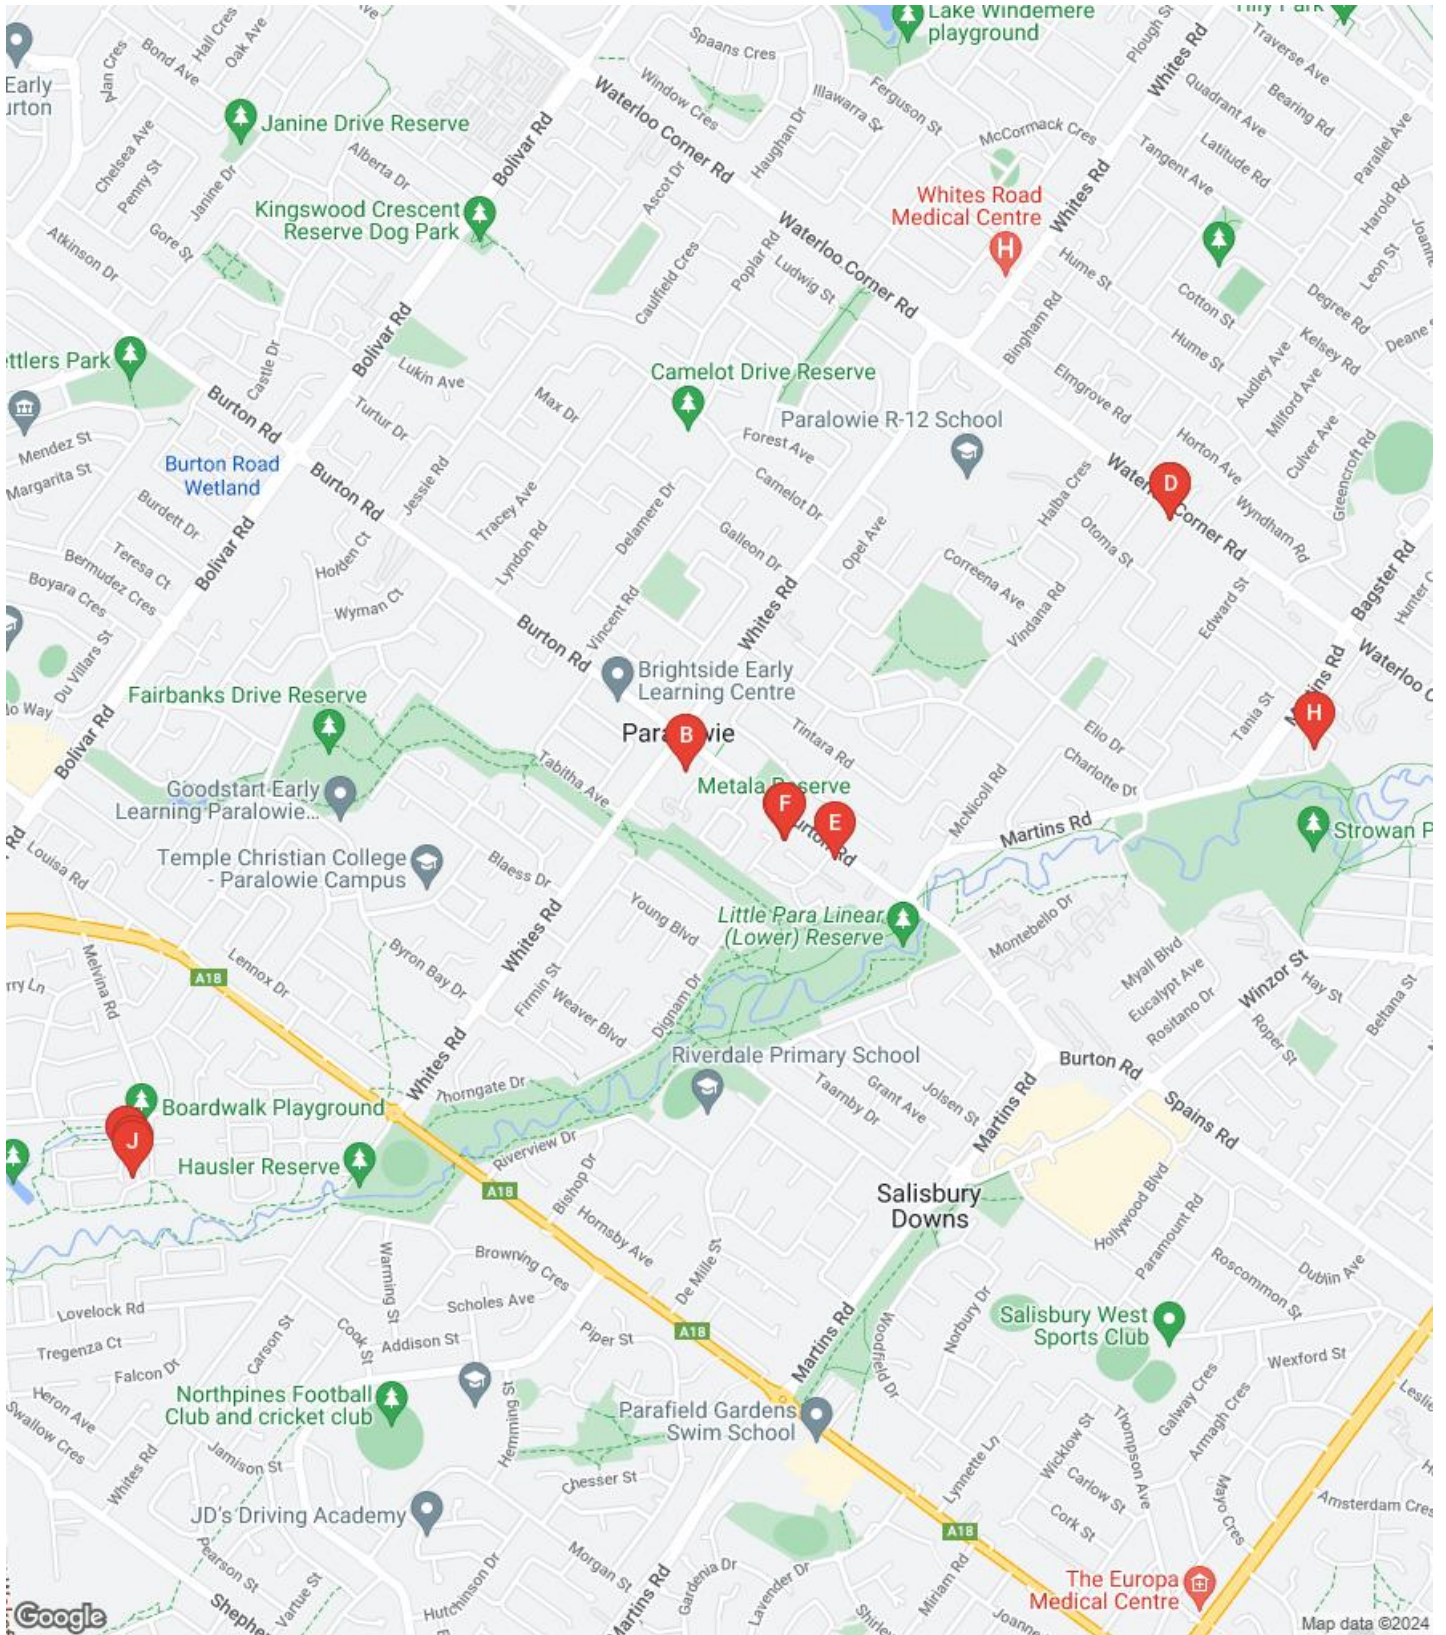 Lake Windemere
playground
Spaans Cres
Plough St
Whites Rd
Traverse Ave
Hall Cres
Oak Ave
Alan Cres
Bond Ave
Early
urton
Window Cres
Waterloo Corner Rd
Illawarra St
Ferguson St
Quadrant Ave
Bearing Rd
Janine Drive Reserve
Bolivar Rd
Haughan Dr
McCormack Cres
Tangent Ave
Latitude Rd
Parallel Ave
Chelsea Ave
Penny St
Janine Dr
Alberta Dr
Ascot Dr
Whites Road
Medical Centre
H
Whites Rd
Harold Rd
Joanne
Kingswood Crescent
Reserve Dog Park
Gore St
Atkinson Dr
Caulfield Cres
Poplar Rd
Ludwig St
Waterloo Corner Rd
Hume St
Leon St
Cotton St
Degree Rd
Bolivar Rd
Bingham Rd
Hume St
Kelsey Rd
Deane S
ettlers Park
Castle Dr
Lukin Ave
Camelot Drive Reserve
Elmgrove Rd
Audley Ave
Milford Ave
Burton Rd
Turtur Dr
Max Dr
Paralowie R-12 School
Forest Ave
Horton Ave
Culver Ave
Greencroft Rd
Mendez St
Margarita St
Burton Road
Wetland
Burton Rd
Jessie Rd
Tracey Ave
Lyndon Rd
Delamere Dr
Camelot Dr
Galleon Dr
Halba Cres
D
Corner Rd
Wyndham Rd
Burdett Dr
Teresa Ct
Bermudez Cres
Boyara Cres
Bolivar Rd
Horden Ct
Wyman Ct
Opel Ave
Otoma St
Correena Ave
Vindana Rd
Edward St
Bagster Rd
Vincent Rd
Whites Rd
Burton Rd
Du Villars St
Brightside Early
Learning Centre
Waterloo C
Fairbanks Drive Reserve
Bolivar Rd
Paralowie
B
Tintara Rd
Elio Dr
Tania St
H
Charlotte Dr
Tabitha Ave
Metala Reserve
F
E
Burton Rd
McNicoll Rd
Martins Rd
Strowan P
Goodstart Early
Learning Paralowie...
Temple Christian College
- Paralowie Campus
Louisa Rd
Blaess Dr
Young Blvd
Little Para Linear
(Lower) Reserve
Montebello Dr
Whites Rd
Melvina Rd
Lennox Dr
Byron Bay Dr
A18
Firmin St
Weaver Blvd
Dignam Dr
Myall Blvd
Eucalypt Ave
Rositano Dr
Winzor St
Hay St
Roper St
Beltana St
Whites Rd
Thorngate Dr
Riverdale Primary School
Taarnby Dr
Grant Ave
Jolsen St
Burton Rd
Martins Rd
Spains Rd
Boardwalk Playground
J
Hausler Reserve
Riverview Dr
A18
Bishop Dr
Hornsby Ave
Salisbury
Downs
Hollywood Blvd
Paramount Rd
Roscommon St
Dublin Ave
Warming St
Browning Cres
De Mille St
Lovelock Rd
Scholes Ave
Tregenza Ct
Carson St
Cook St
Addison St
Piper St
A18
Martins Rd
Woodfield Dr
Norbury Dr
Salisbury West
Sports Club
Wexford St
Falcon Dr
Heron Ave
Swallow Cres
Northpines Football
Club and cricket club
Hemming St
Parafield Gardens
Swim School
Galway Cres
Armagh Cres
Whites Rd
Jamison St
Chesser St
Lynnette Ln
Wicklow St
Thompson Ave
Carlow St
Cork St
Mayo Cres
Amsterdam Cres
JD's Driving Academy
A18
Pearson St
Vartue St
Hutchinson Dr
Morgan St
Martins Rd
Gardenia Dr
Lavender Dr
Miriam Rd
The Europa
Medical Centre
Joanne
Google
Map data ©2024